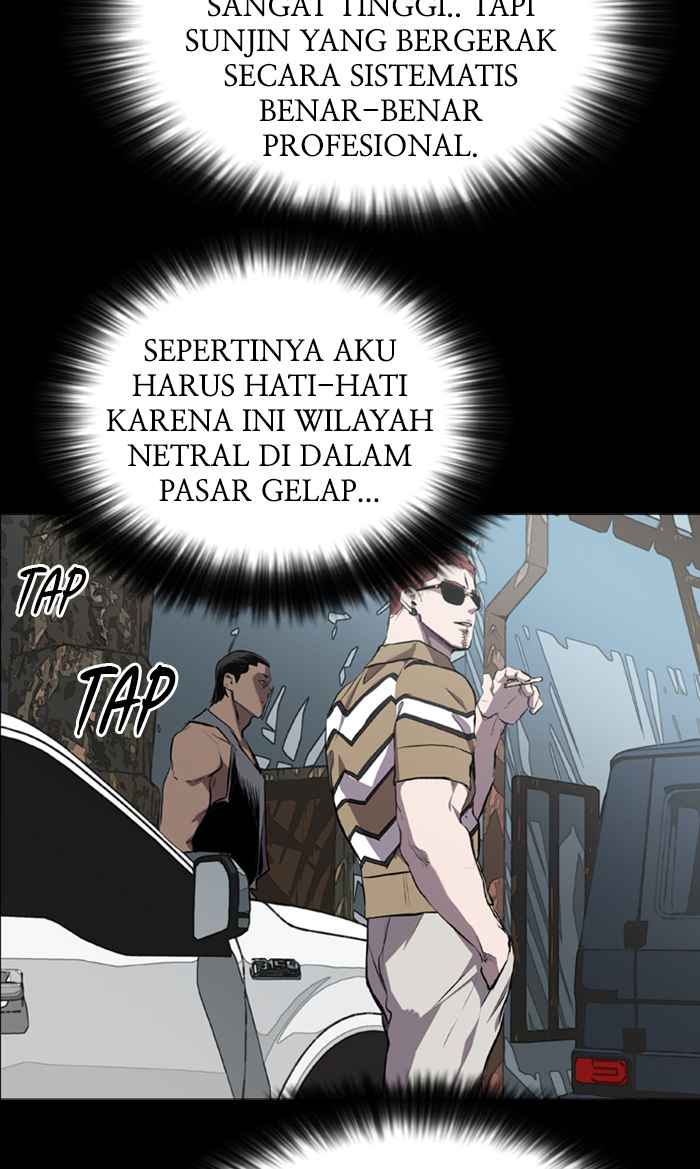 SANGAT TINGGI.. TAPI
SUNJIN YANG BERGERAK
SECARA SISTEMATIS
BENAR-BENAR
PROFESIONAL.
SEPERTINYA AKU
HARUS HATI-HATI
KARENA INI WILAYAH
NETRAL DI DALAM
PASAR GELAP...
TAP
TAP